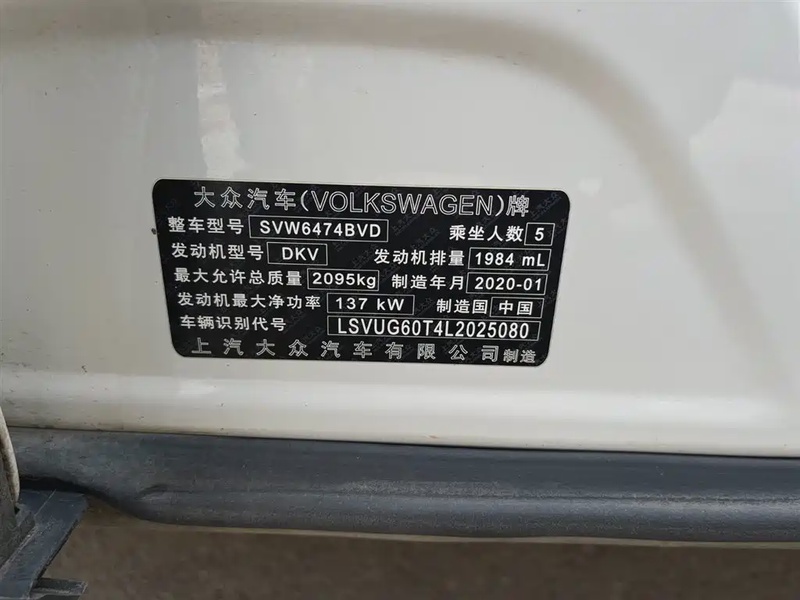 大众汽车(VOLKSWAGEN)牌
整车型号 SVW6474BVD 乘坐人数 5
发动机型号 DKV 发动机排量 1984 mL
最大允许总质量 2095kg 制造年月 2020-01
发动机最大净功率 137 kW 制造国 中国
车辆识别代号 LSVUG60T4L2025080
上汽大众汽车有限公司制造